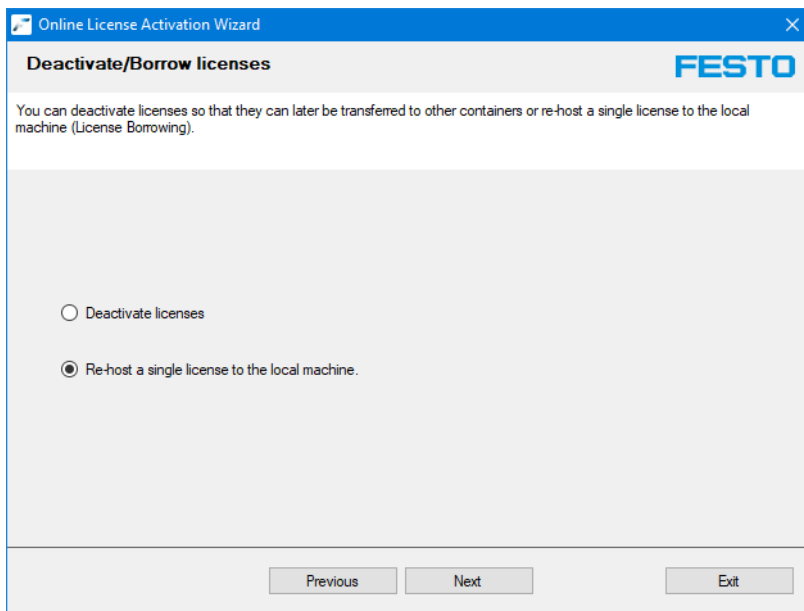 Online License Activation Wizard
Deactivate/Borrow licenses
FESTO
You can deactivate licenses so that they can later be transferred to other containers or re-host a single license to the local
machine (License Borrowing).
Deactivate licenses
Re-host a single license to the local machine.
Previous
Next
Exit